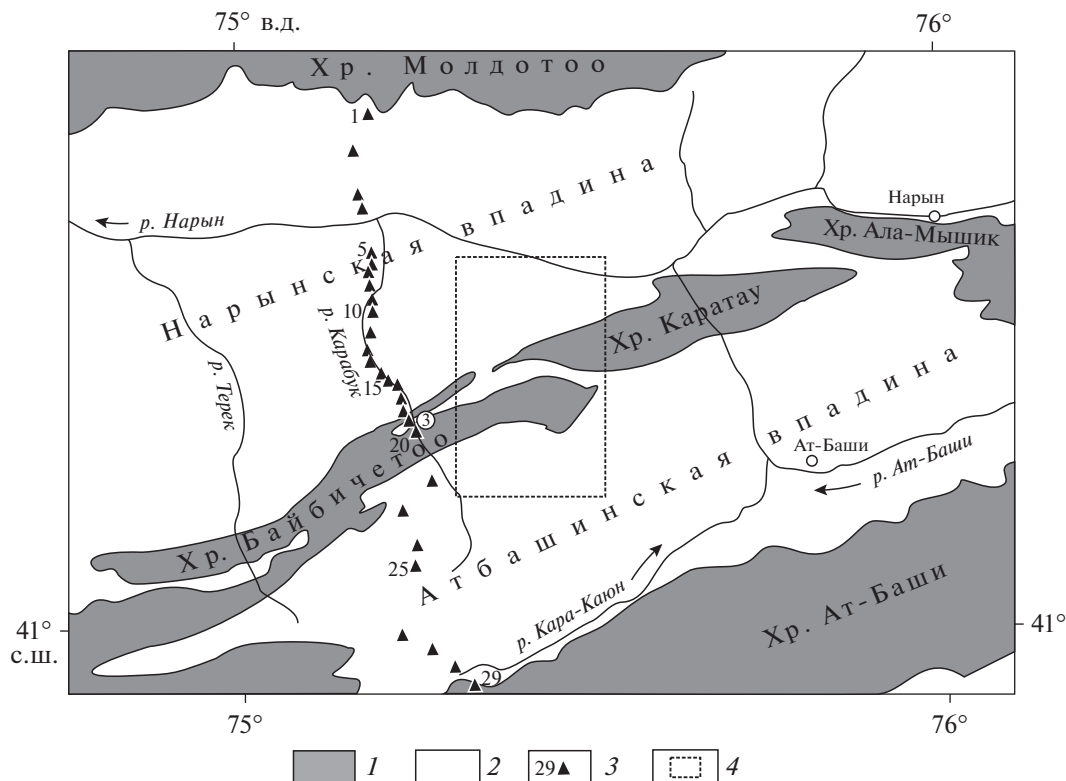 75° в.д.
76°
Хр. Молдотоо
1
р. Нарын
Нарынская впадина
Нарын
Хр. Ала-Мышик
5
10
р. Карабук
Хр. Каратау
р. Терек
15
3
20
Ат-Баши
р. Ат-Баши
Хр. Байбичетоо
Атбашинская впадина
25
р. Кара-Каюн
Хр. Ат-Баши
41°
с.ш.
41°
29
75°
76°
1
2
29
3
4